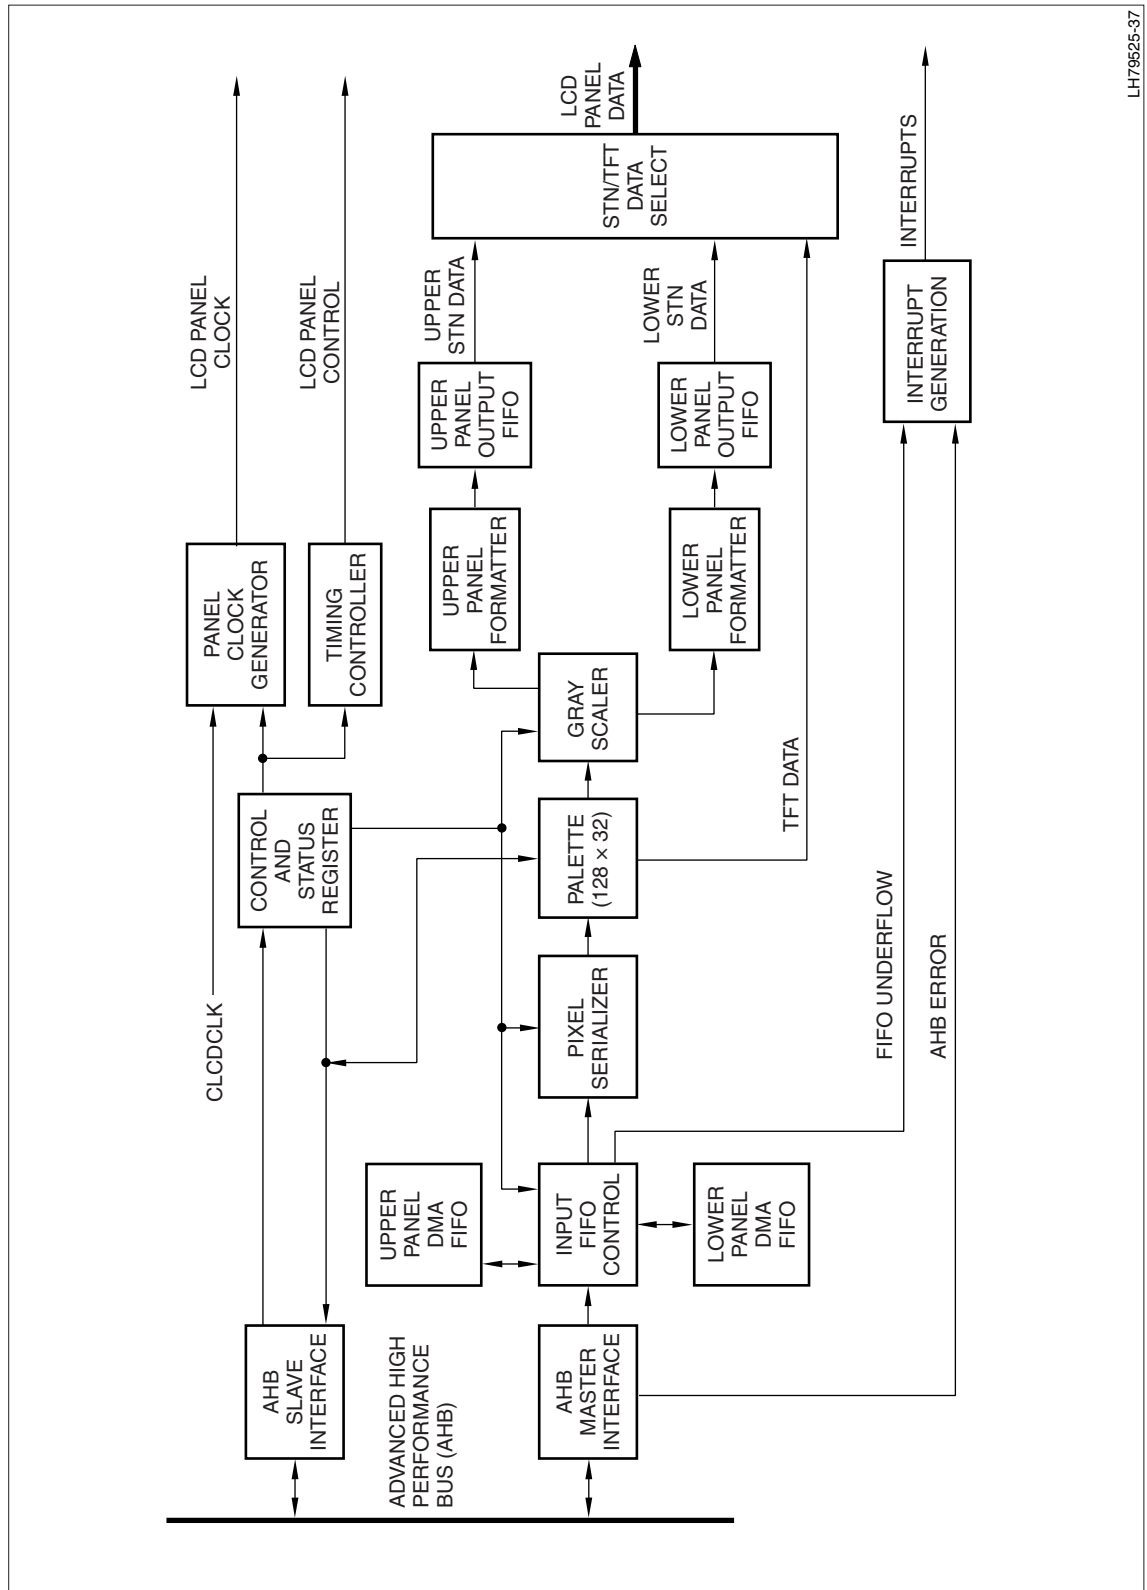 ADVANCED HIGH
PERFORMANCE
BUS (AHB)
AHB
SLAVE
INTERFACE
AHB
MASTER
INTERFACE
UPPER
PANEL
DMA
FIFO
INPUT
FIFO
CONTROL
LOWER
PANEL
DMA
FIFO
CLCDCLK
CONTROL
AND
STATUS
REGISTER
PIXEL
SERIALIZER
PALETTE
(128 × 32)
GRAY
SCALER
PANEL
CLOCK
GENERATOR
TIMING
CONTROLLER
LCD PANEL
CLOCK
LCD PANEL
CONTROL
UPPER
PANEL
FORMATTER
UPPER
PANEL
OUTPUT
FIFO
UPPER
STN DATA
LOWER
PANEL
FORMATTER
LOWER
PANEL
OUTPUT
FIFO
LOWER
STN
DATA
TFT DATA
STN/TFT
DATA
SELECT
LCD
PANEL
DATA
FIFO UNDERFLOW
AHB ERROR
INTERRUPT
GENERATION
INTERRUPTS
LH79525-37